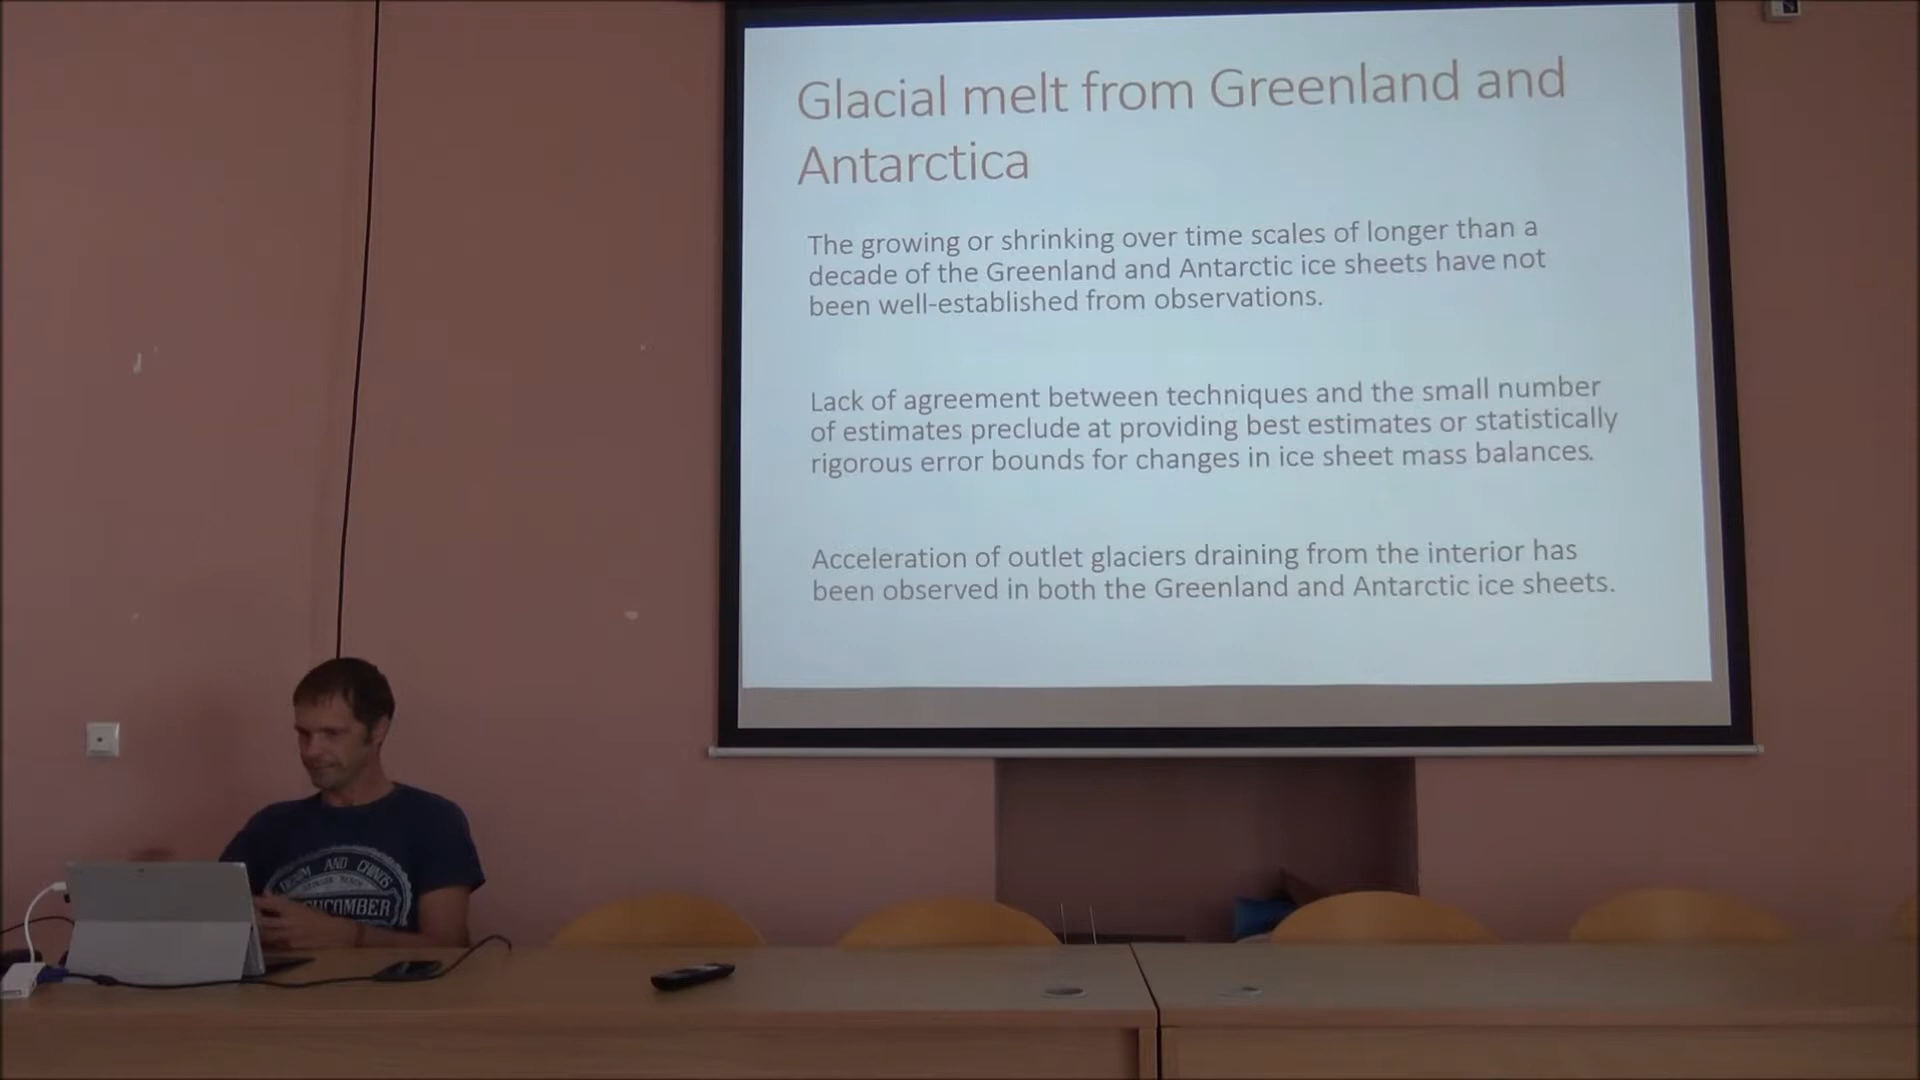 Glacial melt from Greenland and
Antarctica
The growing or shrinking over time scales of longer than a
decade of the Greenland and Antarctic ice sheets have not
been well-established from observations.
Lack of agreement between techniques and the small number
of estimates preclude at providing best estimates or statistically
rigorous error bounds for changes in ice sheet mass balances.
Acceleration of outlet glaciers draining from the interior has
been observed in both the Greenland and Antarctic ice sheets.
AND CHINOS